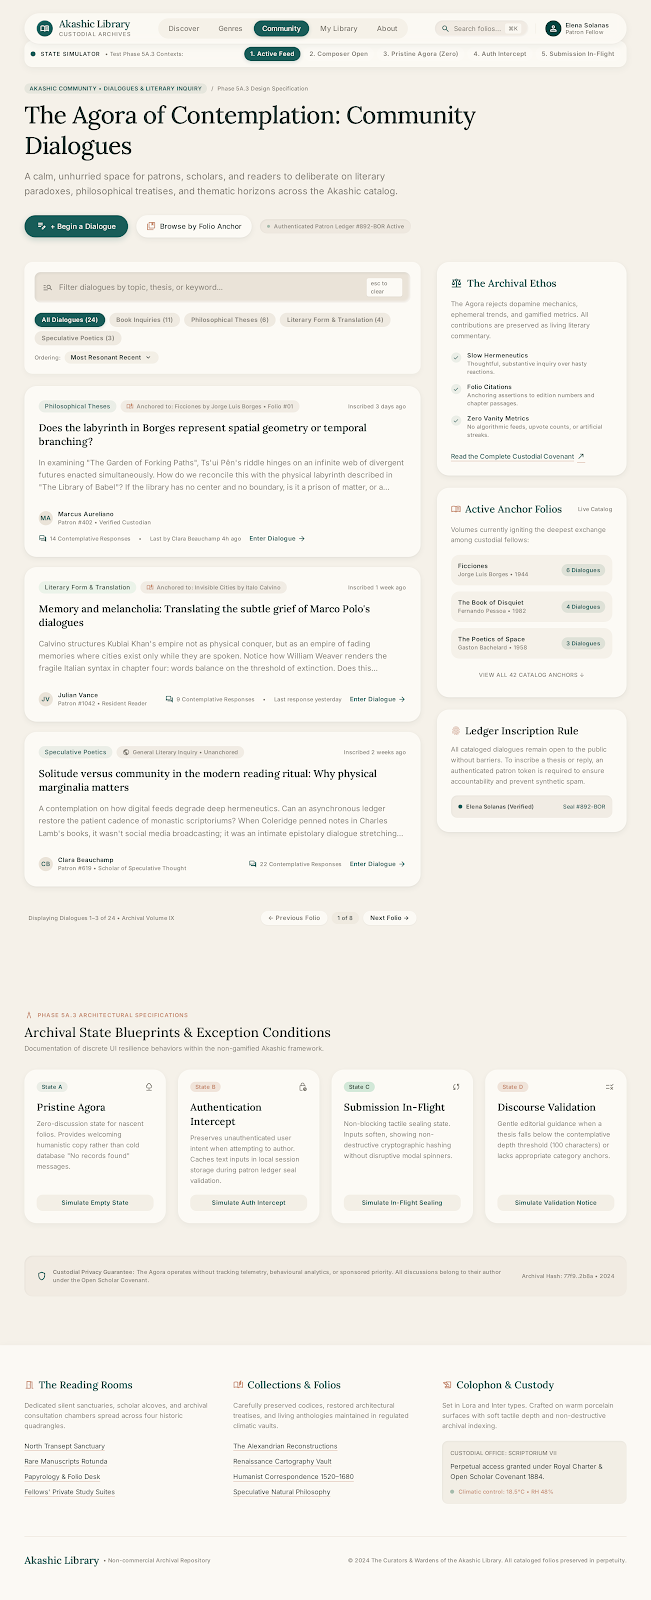 Akashic Library
CUSTODIAL ARCHIVES
Discover Genres Community My Library About
Search folios... ⌘K
Elena Solanas
Patron Fellow
STATE SIMULATOR • Test Phase 5A.3 Contexts:
1. Active Feed 2. Composer Open 3. Pristine Agora (Zero) 4. Auth Intercept 5. Submission In-Flight
AKASHIC COMMUNITY • DIALOGUES & LITERARY INQUIRY / Phase 5A.3 Design Specification
The Agora of Contemplation: Community
Dialogues
A calm, unhurried space for patrons, scholars, and readers to deliberate on literary
paradoxes, philosophical treatises, and thematic horizons across the Akashic catalog.
+ Begin a Dialogue
Browse by Folio Anchor
Authenticated Patron Ledger #892-BOR Active
Filter dialogues by topic, thesis, or keyword...
esc to
clear
All Dialogues (24) Book Inquiries (11) Philosophical Theses (6) Literary Form & Translation (4)
Speculative Poetics (3)
Ordering: Most Resonant Recent
Philosophical Theses Anchored to: Ficciones by Jorge Luis Borges • Folio #01 Inscribed 3 days ago
Does the labyrinth in Borges represent spatial geometry or temporal
branching?
In examining "The Garden of Forking Paths", Ts'ui Pên's riddle hinges on an infinite web of divergent
futures enacted simultaneously. How do we reconcile this with the physical labyrinth described in
"The Library of Babel"? If the library has no center and no boundary, is it a prison of matter, or a...
MA
Marcus Aureliano
Patron #402 • Verified Custodian
14 Contemplative Responses • Last by Clara Beauchamp 4h ago Enter Dialogue →
Literary Form & Translation Anchored to: Invisible Cities by Italo Calvino Inscribed 1 week ago
Memory and melancholia: Translating the subtle grief of Marco Polo's
dialogues
Calvino structures Kublai Khan's empire not as physical conquer, but as an empire of fading
memories where cities exist only while they are spoken. Notice how William Weaver renders the
fragile Italian syntax in chapter four: words balance on the threshold of extinction. Does this...
JV
Julian Vance
Patron #1042 • Resident Reader
9 Contemplative Responses • Last response yesterday Enter Dialogue →
Speculative Poetics General Literary Inquiry • Unanchored Inscribed 2 weeks ago
Solitude versus community in the modern reading ritual: Why physical
marginalia matters
A contemplation on how digital feeds degrade deep hermeneutics. Can an asynchronous ledger
restore the patient cadence of monastic scriptoriums? When Coleridge penned notes in Charles
Lamb's books, it wasn't social media broadcasting; it was an intimate epistolary dialogue stretching...
CB
Clara Beauchamp
Patron #619 • Scholar of Speculative Thought
22 Contemplative Responses Enter Dialogue →
Displaying Dialogues 1–3 of 24 • Archival Volume IX
← Previous Folio 1 of 8 Next Folio →
The Archival Ethos
The Agora rejects dopamine mechanics,
ephemeral trends, and gamified metrics. All
contributions are preserved as living literary
commentary.
Slow Hermeneutics
Thoughtful, substantive inquiry over hasty
reactions.
Folio Citations
Anchoring assertions to edition numbers and
chapter passages.
Zero Vanity Metrics
No algorithmic feeds, upvote counts, or artificial
streaks.
Read the Complete Custodial Covenant ↗
Active Anchor Folios Live Catalog
Volumes currently igniting the deepest exchange
among custodial fellows:
Ficciones
Jorge Luis Borges • 1944
6 Dialogues
The Book of Disquiet
Fernando Pessoa • 1982
4 Dialogues
The Poetics of Space
Gaston Bachelard • 1958
3 Dialogues
VIEW ALL 42 CATALOG ANCHORS ↓
Ledger Inscription Rule
All cataloged dialogues remain open to the public
without barriers. To inscribe a thesis or reply, an
authenticated patron token is required to ensure
accountability and prevent synthetic spam.
Elena Solanas (Verified) Seal #892-BOR
PHASE 5A.3 ARCHITECTURAL SPECIFICATIONS
Archival State Blueprints & Exception Conditions
Documentation of discrete UI resilience behaviors within the non-gamified Akashic framework.
State A
Pristine Agora
Zero-discussion state for nascent
folios. Provides welcoming
humanistic copy rather than cold
database "No records found"
messages.
Simulate Empty State
State B
Authentication
Intercept
Preserves unauthenticated user
intent when attempting to author.
Caches text inputs in local session
storage during patron ledger seal
validation.
Simulate Auth Intercept
State C
Submission In-Flight
Non-blocking tactile sealing state.
Inputs soften, showing non-
destructive cryptographic hashing
without disruptive modal spinners.
Simulate In-Flight Sealing
State D
Discourse Validation
Gentle editorial guidance when a
thesis falls below the contemplative
depth threshold (100 characters) or
lacks appropriate category anchors.
Simulate Validation Notice
Custodial Privacy Guarantee: The Agora operates without tracking telemetry, behavioural analytics, or sponsored priority. All discussions belong to their author
under the Open Scholar Covenant.
Archival Hash: 77f9..2b8a • 2024
The Reading Rooms
Dedicated silent sanctuaries, scholar alcoves, and archival
consultation chambers spread across four historic
quadrangles.
North Transept Sanctuary
Rare Manuscripts Rotunda
Papyrology & Folio Desk
Fellows' Private Study Suites
Collections & Folios
Carefully preserved codices, restored architectural
treatises, and living anthologies maintained in regulated
climatic vaults.
The Alexandrian Reconstructions
Renaissance Cartography Vault
Humanist Correspondence 1520–1680
Speculative Natural Philosophy
Colophon & Custody
Set in Lora and Inter types. Crafted on warm porcelain
surfaces with soft tactile depth and non-destructive
archival indexing.
CUSTODIAL OFFICE: SCRIPTORIUM VII
Perpetual access granted under Royal Charter &
Open Scholar Covenant 1884.
Climatic control: 18.5°C • RH 48%
Akashic Library • Non-commercial Archival Repository
© 2024 The Curators & Wardens of the Akashic Library. All cataloged folios preserved in perpetuity.